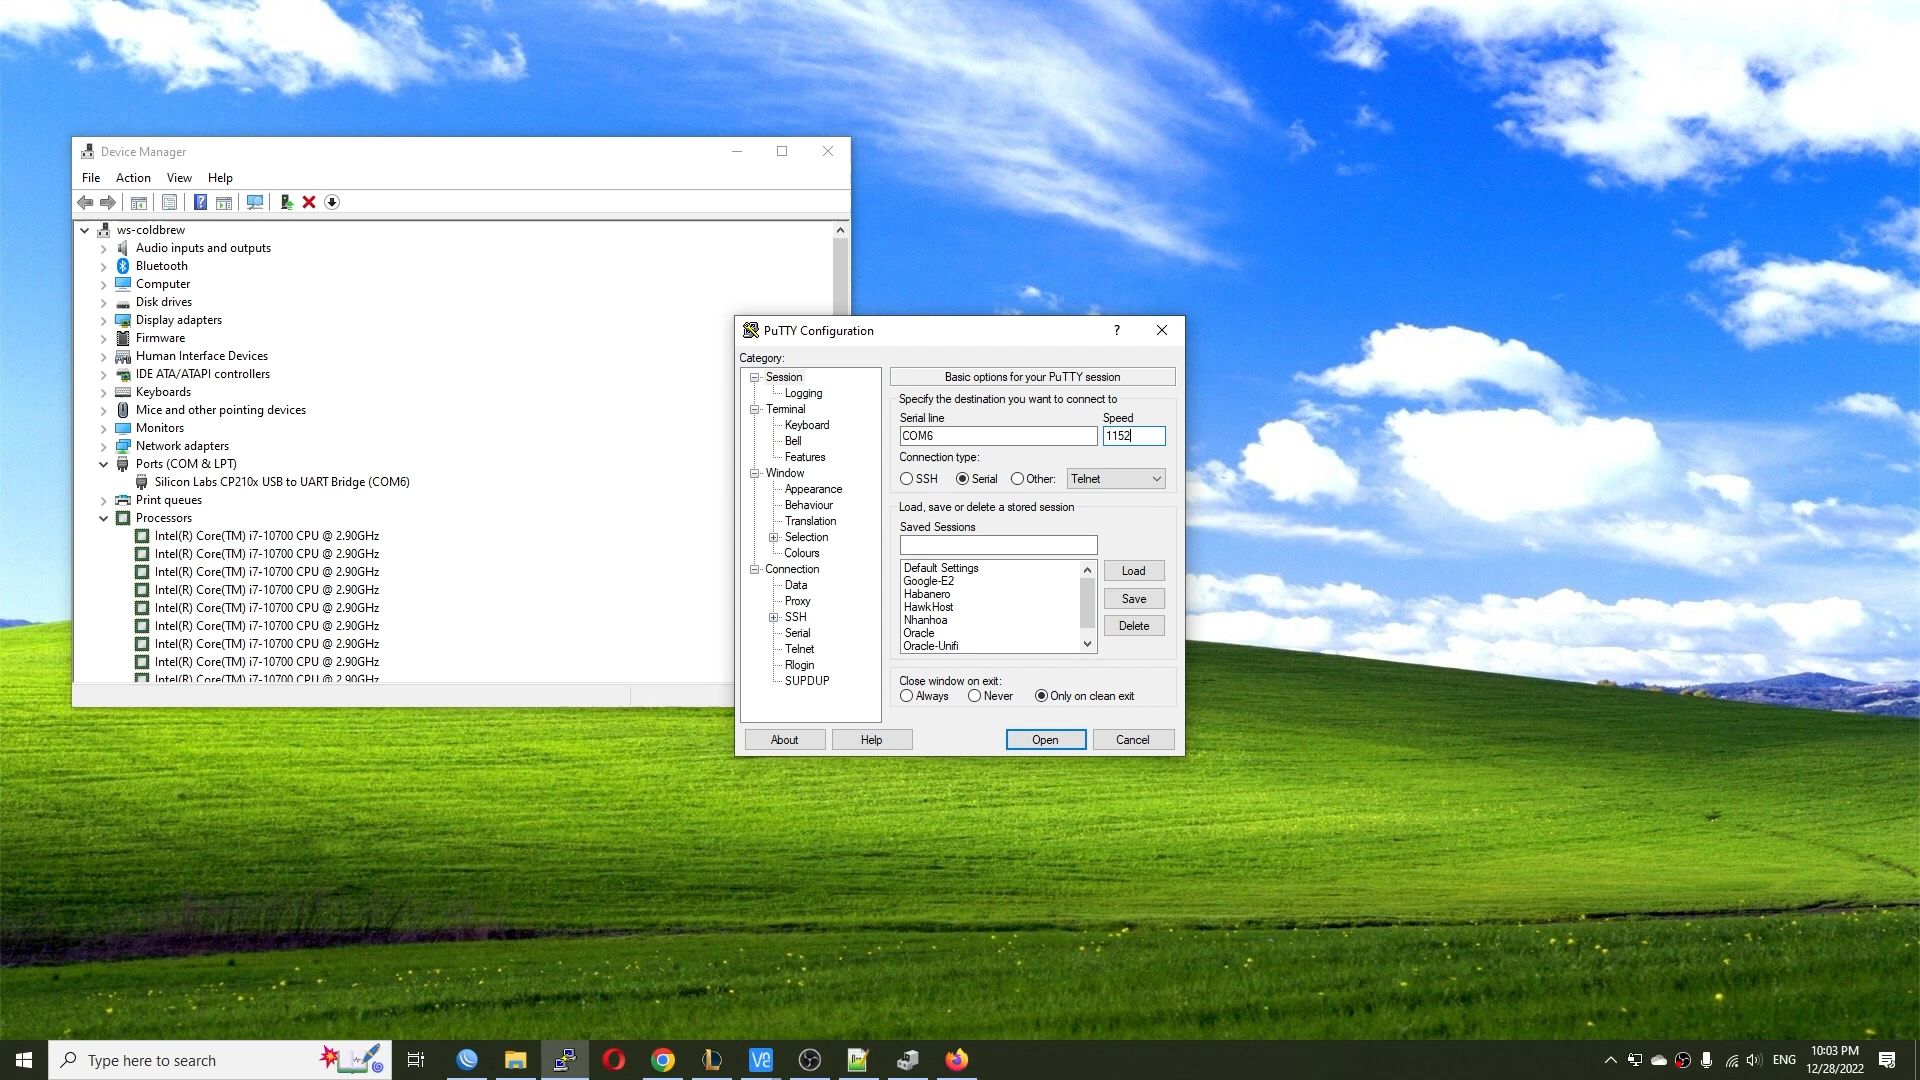 Device Manager
File Action View Help
ws-coldbrew
Audio inputs and outputs
Bluetooth
Computer
Disk drives
Display adapters
Firmware
Human Interface Devices
IDE ATA/ATAPI controllers
Keyboards
Mice and other pointing devices
Monitors
Network adapters
Ports (COM & LPT)
Silicon Labs CP210x USB to UART Bridge (COM6)
Print queues
Processors
Intel(R) Core(TM) i7-10700 CPU @ 2.90GHz
Intel(R) Core(TM) i7-10700 CPU @ 2.90GHz
Intel(R) Core(TM) i7-10700 CPU @ 2.90GHz
Intel(R) Core(TM) i7-10700 CPU @ 2.90GHz
Intel(R) Core(TM) i7-10700 CPU @ 2.90GHz
Intel(R) Core(TM) i7-10700 CPU @ 2.90GHz
Intel(R) Core(TM) i7-10700 CPU @ 2.90GHz
Intel(R) Core(TM) i7-10700 CPU @ 2.90GHz
Intel(R) Core(TM) i7-10700 CPU @ 2.90GHz
PuTTY Configuration
?
Category:
Session
Logging
Terminal
Keyboard
Bell
Features
Window
Appearance
Behaviour
Translation
Selection
Colours
Connection
Data
Proxy
SSH
Serial
Telnet
Rlogin
SUPDUP
Basic options for your PuTTY session
Specify the destination you want to connect to
Serial line Speed
COM6 1152
Connection type:
SSH Serial Other: Telnet
Load, save or delete a stored session
Saved Sessions
Default Settings
Google-E2
Habanero
HawkHost
Nhanhoa
Oracle
Oracle-Unifi
Load
Save
Delete
Close window on exit:
Always Never Only on clean exit
About Help Open Cancel
Type here to search
ENG
10:03 PM
12/28/2022